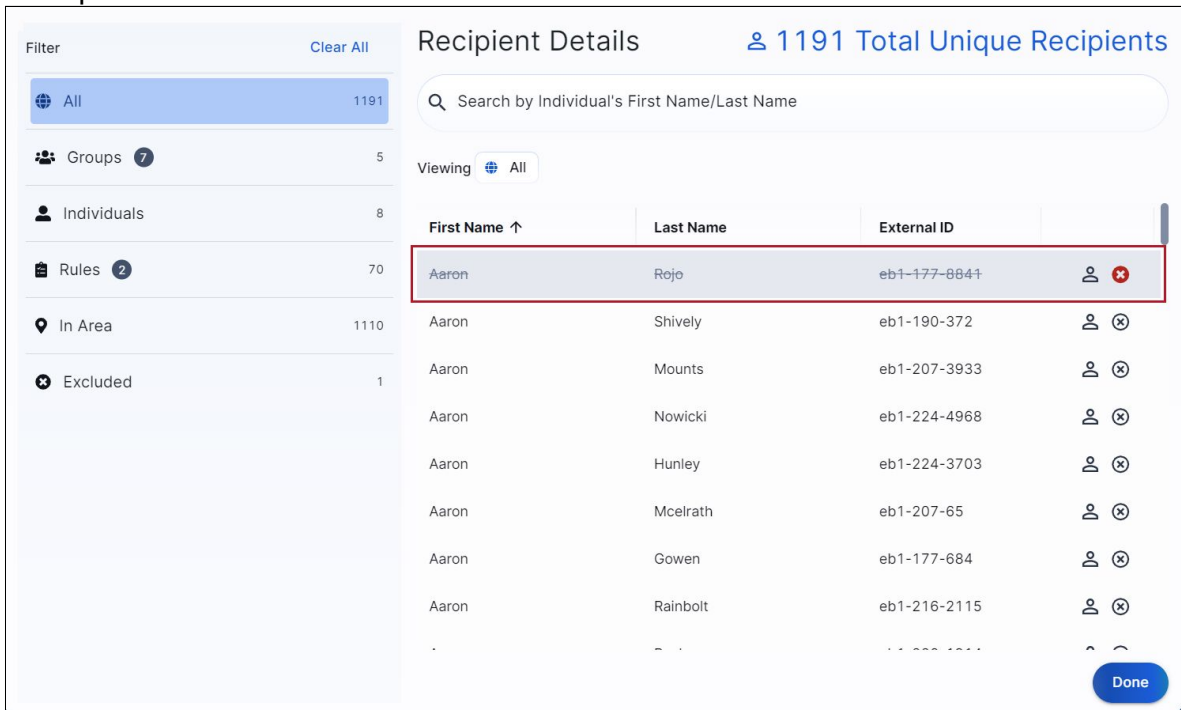 Filter Clear All
All 1191
Groups 7 5
Individuals 8
Rules 2 70
In Area 1110
Excluded 1
Recipient Details 1191 Total Unique Recipients
Search by Individual's First Name/Last Name
Viewing All
First Name ↑ Last Name External ID
Aaron Rojo eb1-177-8841
Aaron Shively eb1-190-372
Aaron Mounts eb1-207-3933
Aaron Nowicki eb1-224-4968
Aaron Hunley eb1-224-3703
Aaron Mcelrath eb1-207-65
Aaron Gowen eb1-177-684
Aaron Rainbolt eb1-216-2115
Done